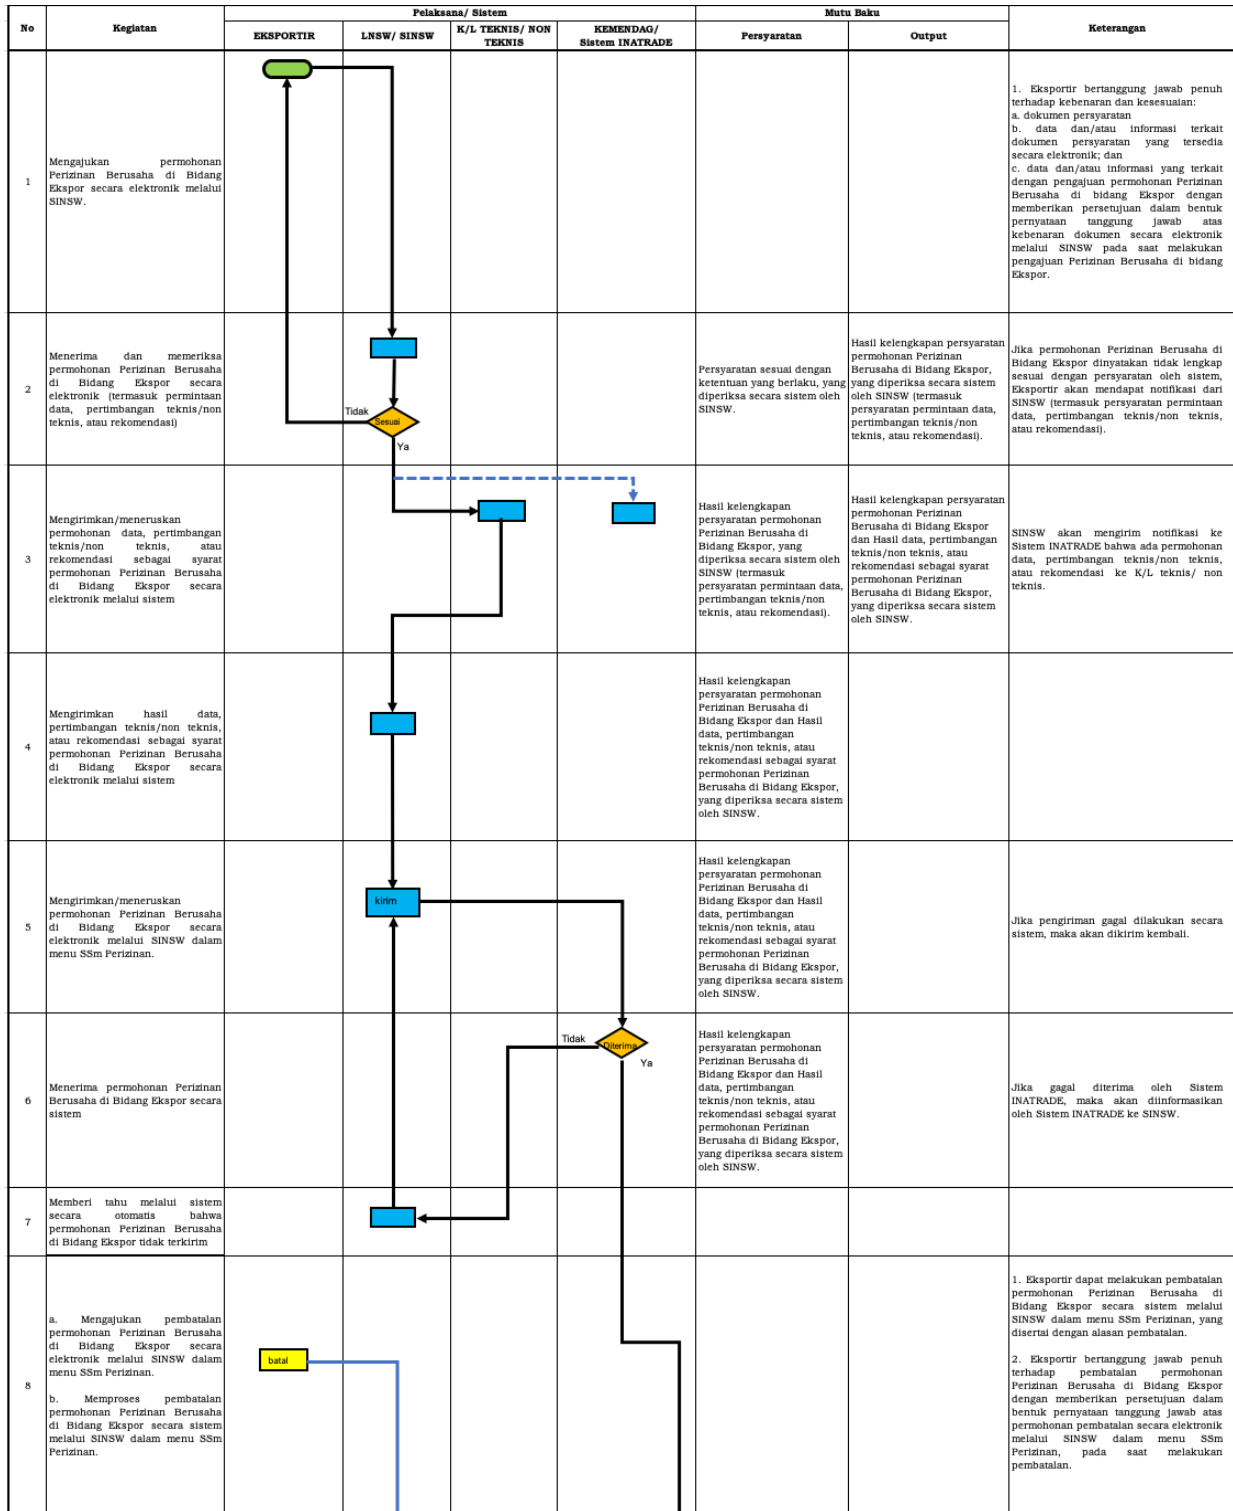 No
Kegiatan
Pelaksana/ Sistem
Mutu Baku
Keterangan
EKSPORTIR
LNSW/ SINSW
K/L TEKNIS/ NON
TEKNIS
KEMENDAG/
Sistem INATRADE
Persyaratan
Output
1
Mengajukan permohonan
Perizinan Berusaha di Bidang
Ekspor secara elektronik melalui
SINSW.
1. Eksportir bertanggung jawab penuh
terhadap kebenaran dan kesesuaian:
a. dokumen persyaratan
b. data dan/atau informasi terkait
dokumen persyaratan yang tersedia
secara elektronik; dan
c. data dan/atau informasi yang terkait
dengan pengajuan permohonan Perizinan
Berusaha di bidang Ekspor dengan
memberikan persetujuan dalam bentuk
pernyataan tanggung jawab atas
kebenaran dokumen secara elektronik
melalui SINSW pada saat melakukan
pengajuan Perizinan Berusaha di bidang
Ekspor.
2
Menerima dan memeriksa
permohonan Perizinan Berusaha
di Bidang Ekspor secara
elektronik (termasuk permintaan
data, pertimbangan teknis/non
teknis, atau rekomendasi)
Tidak
Sesuai
Ya
Persyaratan sesuai dengan
ketentuan yang berlaku, yang
diperiksa secara sistem oleh
SINSW.
Hasil kelengkapan persyaratan
permohonan Perizinan
Berusaha di Bidang Ekspor,
yang diperiksa secara sistem
oleh SINSW (termasuk
persyaratan permintaan data,
pertimbangan teknis/non
teknis, atau rekomendasi).
Jika permohonan Perizinan Berusaha di
Bidang Ekspor dinyatakan tidak lengkap
sesuai dengan persyaratan oleh sistem,
Eksportir akan mendapat notifikasi dari
SINSW (termasuk persyaratan permintaan
data, pertimbangan teknis/non teknis,
atau rekomendasi).
3
Mengirimkan/meneruskan
permohonan data, pertimbangan
teknis/non teknis, atau
rekomendasi sebagai syarat
permohonan Perizinan Berusaha
di Bidang Ekspor secara
elektronik melalui sistem
Hasil kelengkapan
persyaratan permohonan
Perizinan Berusaha di
Bidang Ekspor, yang
diperiksa secara sistem oleh
SINSW (termasuk
persyaratan permintaan data,
pertimbangan teknis/non
teknis, atau rekomendasi).
Hasil kelengkapan persyaratan
permohonan Perizinan
Berusaha di Bidang Ekspor
dan Hasil data, pertimbangan
teknis/non teknis, atau
rekomendasi sebagai syarat
permohonan Perizinan
Berusaha di Bidang Ekspor,
yang diperiksa secara sistem
oleh SINSW.
SINSW akan mengirim notifikasi ke
Sistem INATRADE bahwa ada permohonan
data, pertimbangan teknis/non teknis,
atau rekomendasi ke K/L teknis/ non
teknis.
4
Mengirimkan hasil data,
pertimbangan teknis/non teknis,
atau rekomendasi sebagai syarat
permohonan Perizinan Berusaha
di Bidang Ekspor secara
elektronik melalui sistem
Hasil kelengkapan
persyaratan permohonan
Perizinan Berusaha di
Bidang Ekspor dan Hasil
data, pertimbangan
teknis/non teknis, atau
rekomendasi sebagai syarat
permohonan Perizinan
Berusaha di Bidang Ekspor,
yang diperiksa secara sistem
oleh SINSW.
5
Mengirimkan/meneruskan
permohonan Perizinan Berusaha
di Bidang Ekspor secara
elektronik melalui SINSW dalam
menu SSm Perizinan.
kirim
Hasil kelengkapan
persyaratan permohonan
Perizinan Berusaha di
Bidang Ekspor dan Hasil
data, pertimbangan
teknis/non teknis, atau
rekomendasi sebagai syarat
permohonan Perizinan
Berusaha di Bidang Ekspor,
yang diperiksa secara sistem
oleh SINSW.
Jika pengiriman gagal dilakukan secara
sistem, maka akan dikirim kembali.
6
Menerima permohonan Perizinan
Berusaha di Bidang Ekspor secara
sistem
Tidak
Diterima
Ya
Hasil kelengkapan
persyaratan permohonan
Perizinan Berusaha di
Bidang Ekspor dan Hasil
data, pertimbangan
teknis/non teknis, atau
rekomendasi sebagai syarat
permohonan Perizinan
Berusaha di Bidang Ekspor,
yang diperiksa secara sistem
oleh SINSW.
Jika gagal diterima oleh Sistem
INATRADE, maka akan diinformasikan
oleh Sistem INATRADE ke SINSW.
7
Memberi tahu melalui sistem
secara otomatis bahwa
permohonan Perizinan Berusaha
di Bidang Ekspor tidak terkirim
8
a. Mengajukan pembatalan
permohonan Perizinan Berusaha
di Bidang Ekspor secara
elektronik melalui SINSW dalam
menu SSm Perizinan.
b. Memproses pembatalan
permohonan Perizinan Berusaha
di Bidang Ekspor secara sistem
melalui SINSW dalam menu SSm
Perizinan.
batal
1. Eksportir dapat melakukan pembatalan
permohonan Perizinan Berusaha di
Bidang Ekspor secara sistem melalui
SINSW dalam menu SSm Perizinan, yang
disertai dengan alasan pembatalan.
2. Eksportir bertanggung jawab penuh
terhadap pembatalan permohonan
Perizinan Berusaha di Bidang Ekspor
dengan memberikan persetujuan dalam
bentuk pernyataan tanggung jawab atas
permohonan pembatalan secara elektronik
melalui SINSW dalam menu SSm
Perizinan, pada saat melakukan
pembatalan.